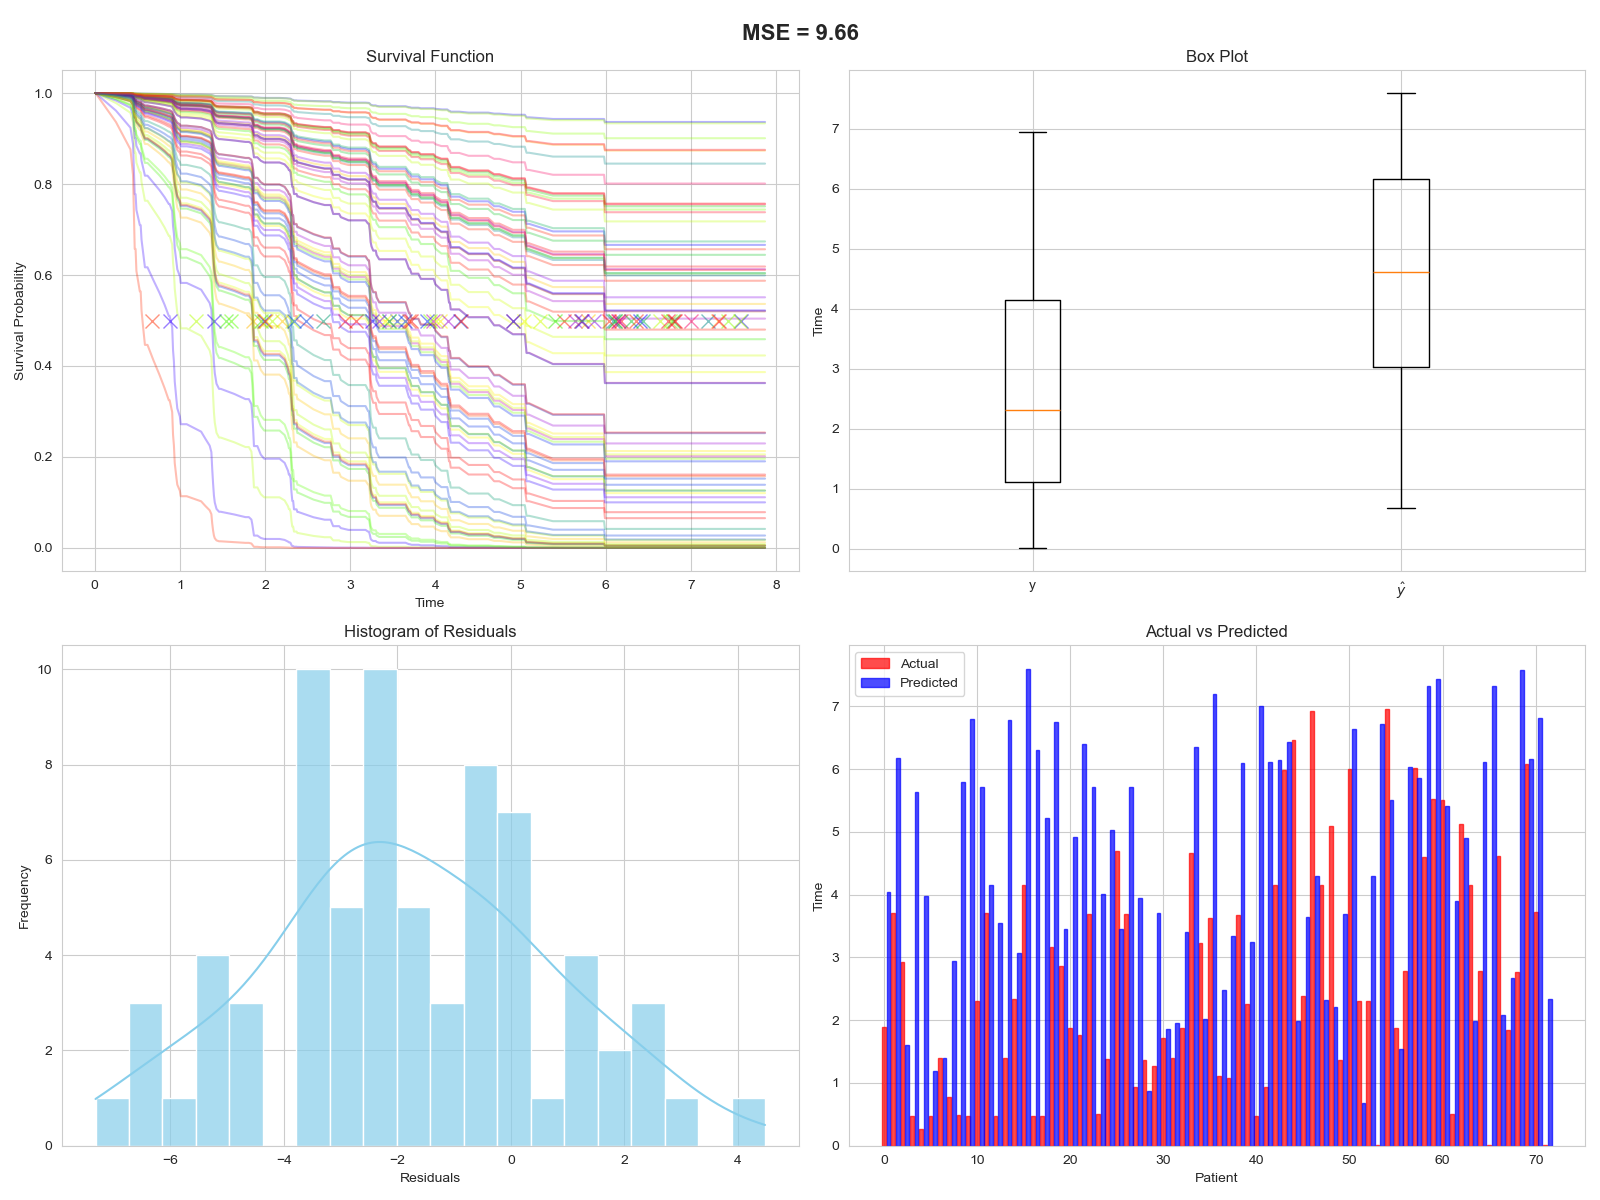 MSE = 9.66
Survival Function
Survival Probability
1.0
0.8
0.6
0.4
0.2
0.0
0 1 2 3 4 5 6 7 8
Time
Box Plot
Time
7
6
5
4
3
2
1
0
y ŷ
Histogram of Residuals
Frequency
10
8
6
4
2
0
−6 −4 −2 0 2 4
Residuals
Actual vs Predicted
Actual
Predicted
Time
7
6
5
4
3
2
1
0
0 10 20 30 40 50 60 70
Patient